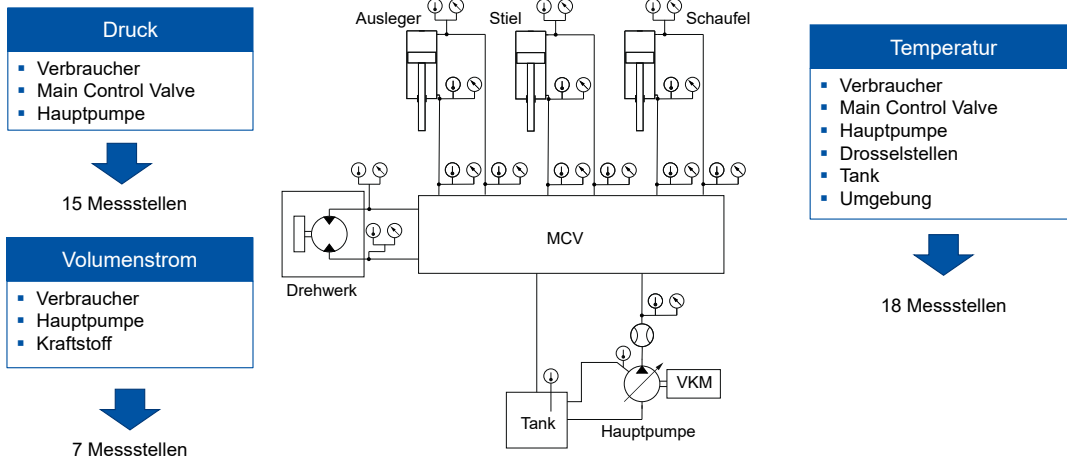 Druck
▪ Verbraucher
▪ Main Control Valve
▪ Hauptpumpe
15 Messstellen
Volumenstrom
▪ Verbraucher
▪ Hauptpumpe
▪ Kraftstoff
7 Messstellen
Ausleger
Stiel
Schaufel
MCV
Drehwerk
VKM
Tank
Hauptpumpe
Temperatur
▪ Verbraucher
▪ Main Control Valve
▪ Hauptpumpe
▪ Drosselstellen
▪ Tank
▪ Umgebung
18 Messstellen